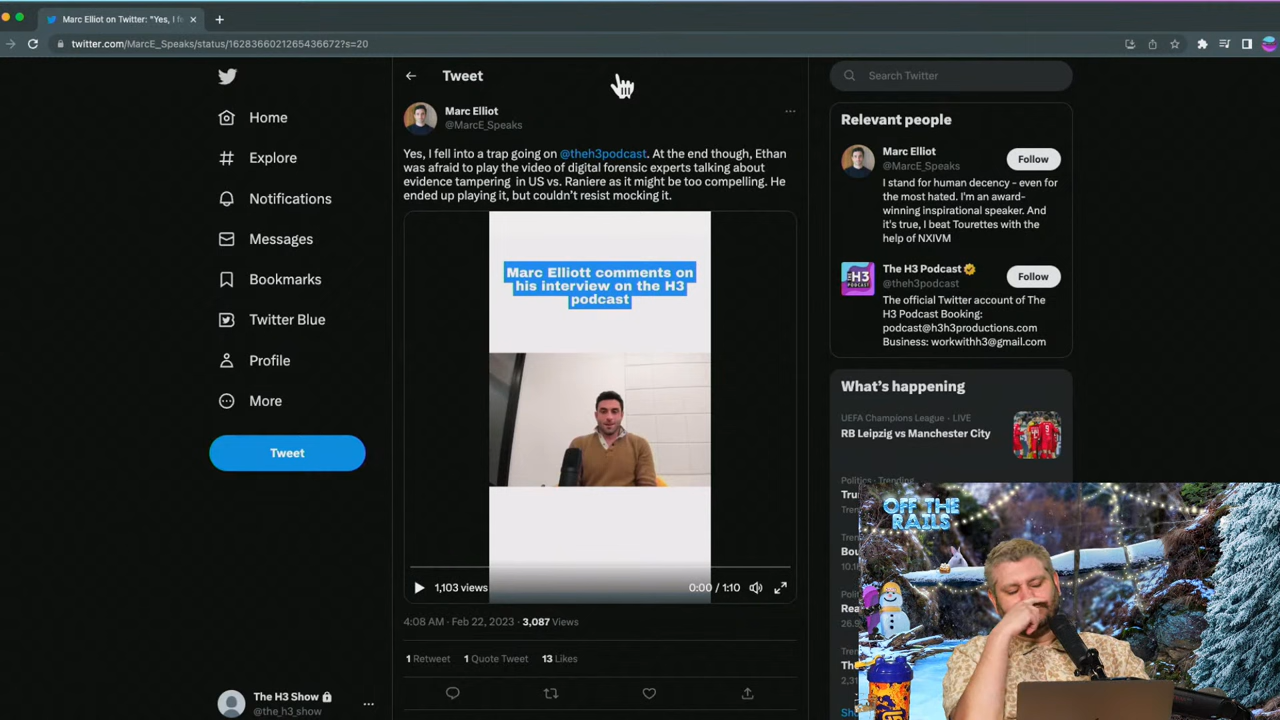 Marc Elliot on Twitter: "Yes, I fe
twitter.com/MarcE_Speaks/status/1628366021265436672?s=20
Home
Explore
Notifications
Messages
Bookmarks
Twitter Blue
Profile
More
Tweet
The H3 Show
@the_h3_show
Tweet
Marc Elliot
@MarcE_Speaks
Yes, I fell into a trap going on @theh3podcast. At the end though, Ethan
was afraid to play the video of digital forensic experts talking about
evidence tampering in US vs. Raniere as it might be too compelling. He
ended up playing it, but couldn't resist mocking it.
Marc Elliott comments on
his interview on the H3
podcast
1,103 views
0:00 / 1:10
4:08 AM · Feb 22, 2023 · 3,087 Views
1 Retweet 1 Quote Tweet 13 Likes
Search Twitter
Relevant people
Marc Elliot
@MarcE_Speaks
Follow
I stand for human decency - even for
the most hated. I'm an award-
winning inspirational speaker. And
it's true, I beat Tourettes with the
help of NXIVM
H3
PODCAST
The H3 Podcast
@theh3podcast
Follow
The official Twitter account of The
H3 Podcast Booking:
podcast@h3h3productions.com
Business: workwithh3@gmail.com
What's happening
UEFA Champions League · LIVE
RB Leipzig vs Manchester City
Politics · Trending
OFF THE
RAILS